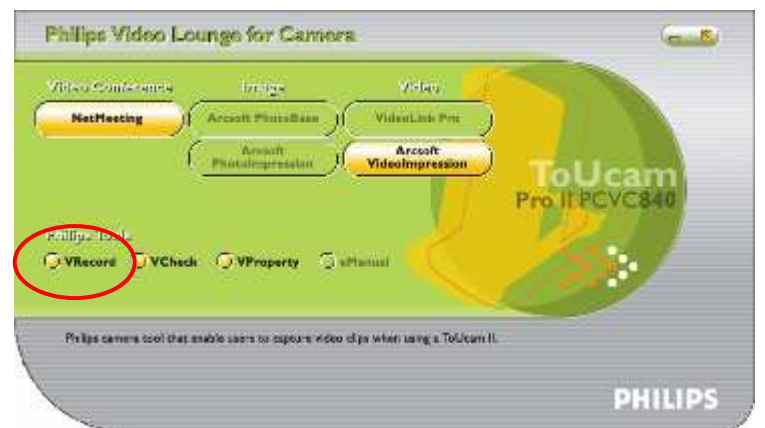 Philips Video Lounge for Camera
Video Conference Image Video
NetMeeting Arcsoft PhotoBase VideoLink Pro
Arcsoft PhotoImpression Arcsoft VideoImpression
ToUcam
Pro II PCVC840
Philips Tools
VRecord VCheck VProperty eManual
Philips camera tool that enable users to capture video clips when using a ToUcam II.
PHILIPS